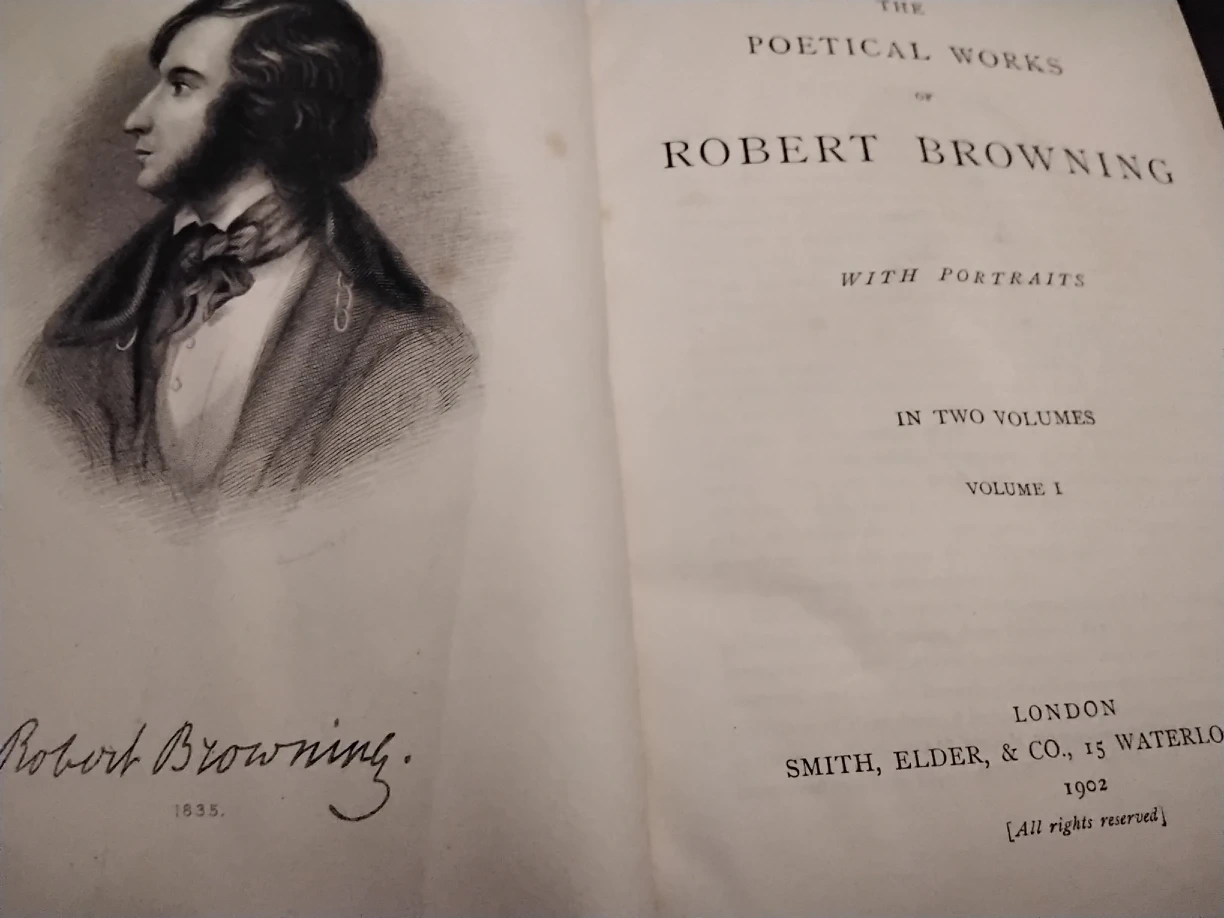 Robert Browning.
1835.
THE
POETICAL WORKS
OF
ROBERT BROWNING
WITH PORTRAITS
IN TWO VOLUMES
VOLUME I
LONDON
SMITH, ELDER, & CO., 15 WATERLO
1902
[All rights reserved]